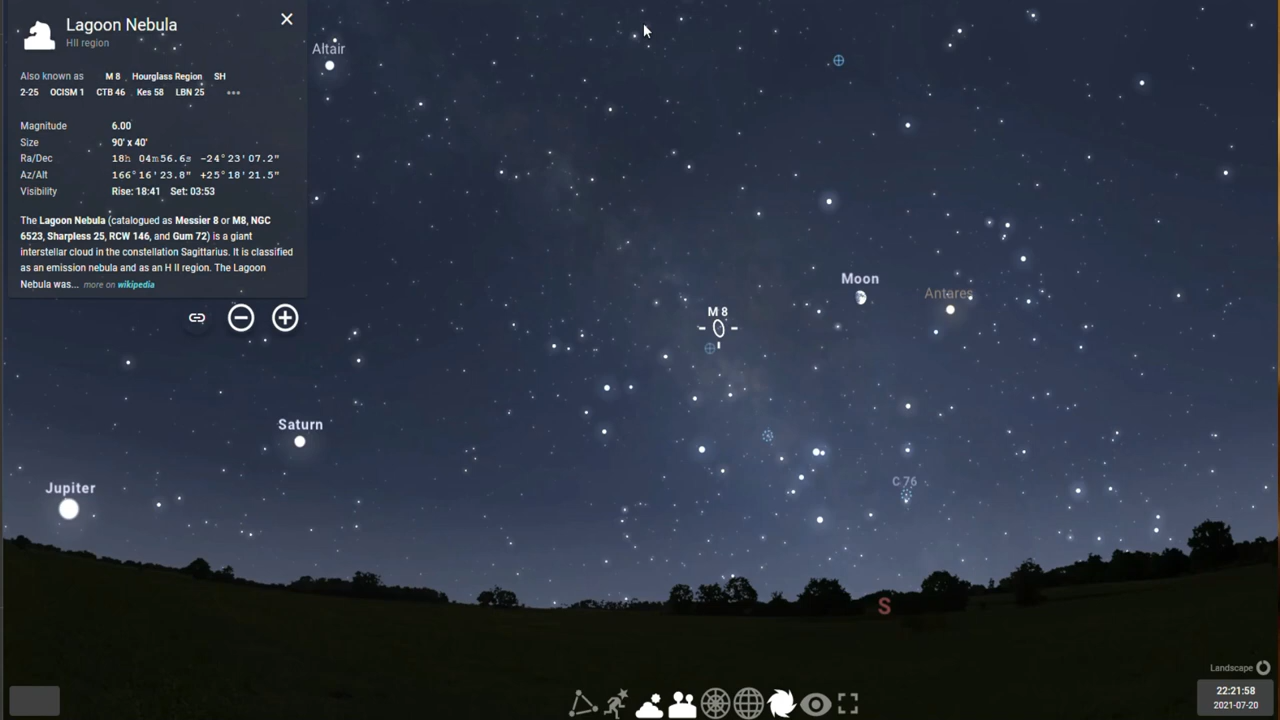 Lagoon Nebula
HII region
Also known as M 8 Hourglass Region SH
2-25 OCISM 1 CTB 46 Kes 58 LBN 25 •••
Magnitude 6.00
Size 90' x 40'
Ra/Dec 18h 04m56.6s -24°23'07.2"
Az/Alt 166°16'23.8" +25°18'21.5"
Visibility Rise: 18:41 Set: 03:53
The Lagoon Nebula (catalogued as Messier 8 or M8, NGC
6523, Sharpless 25, RCW 146, and Gum 72) is a giant
interstellar cloud in the constellation Sagittarius. It is classified
as an emission nebula and as an H II region. The Lagoon
Nebula was... more on wikipedia
Altair
Moon
Antares
M 8
Saturn
C 76
Jupiter
S
Landscape
22:21:58
2021-07-20